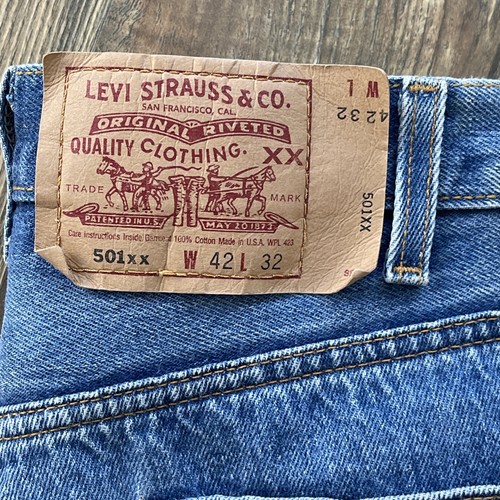 LEVI STRAUSS & CO.
SAN FRANCISCO, CAL.
ORIGINAL RIVETED
QUALITY CLOTHING. XX
TRADE MARK
PATENTED IN U.S. MAY 20 1873
Care instructions Inside Garment 100% Cotton Made in U.S.A. WPL 423
501XX W 42 L 32
W L
42 32
501XX